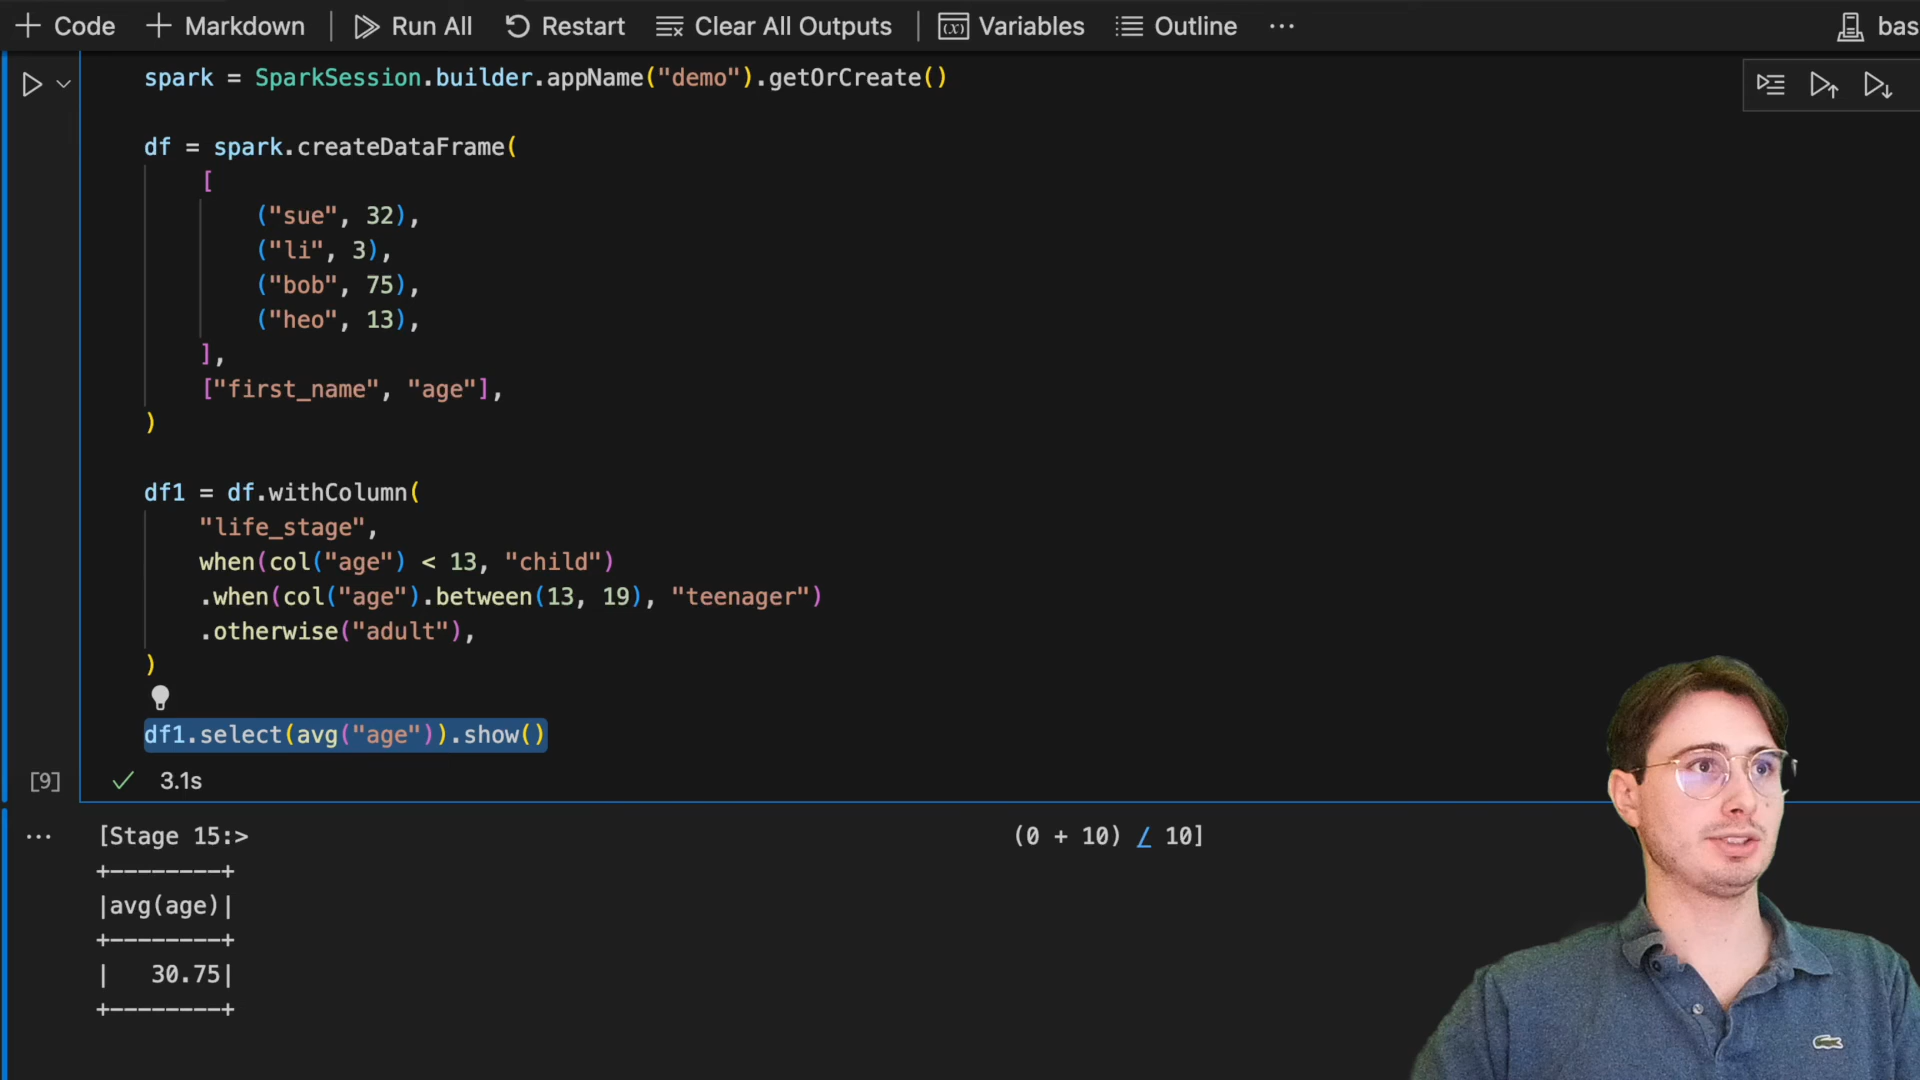 Code Markdown Run All Restart Clear All Outputs Variables Outline ··· bas
spark = SparkSession.builder.appName("demo").getOrCreate()
df = spark.createDataFrame(
[
("sue", 32),
("li", 3),
("bob", 75),
("heo", 13),
],
["first_name", "age"],
)
df1 = df.withColumn(
"life_stage",
when(col("age") < 13, "child")
.when(col("age").between(13, 19), "teenager")
.otherwise("adult"),
)
df1.select(avg("age")).show()
[9] 3.1s
··· [Stage 15:> (0 + 10) / 10]
+--------+
|avg(age)|
+--------+
|   30.75|
+--------+